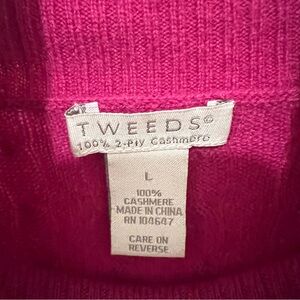 TWEEDS©
100% 2-Ply Cashmere
L
100%
CASHMERE
MADE IN CHINA
RN 104647
CARE ON
REVERSE